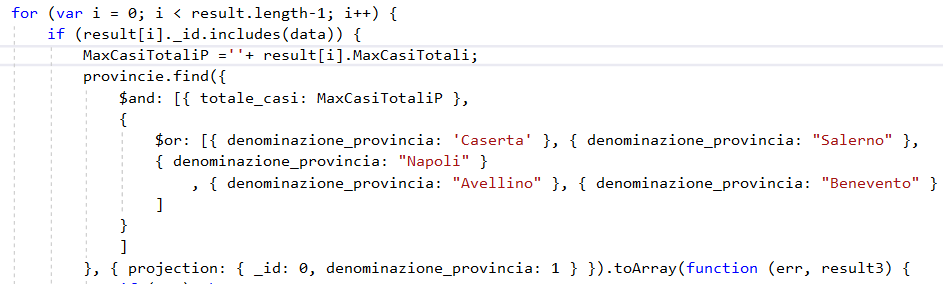 for (var i = 0; i < result.length-1; i++) {
if (result[i]._id.includes(data)) {
MaxCasiTotaliP =''+ result[i].MaxCasiTotali;
provincie.find({
$and: [{ totale_casi: MaxCasiTotaliP },
{
$or: [{ denominazione_provincia: 'Caserta' }, { denominazione_provincia: "Salerno" },
{ denominazione_provincia: "Napoli" }
, { denominazione_provincia: "Avellino" }, { denominazione_provincia: "Benevento" }
]
}
]
}, { projection: { _id: 0, denominazione_provincia: 1 } }).toArray(function (err, result3) {